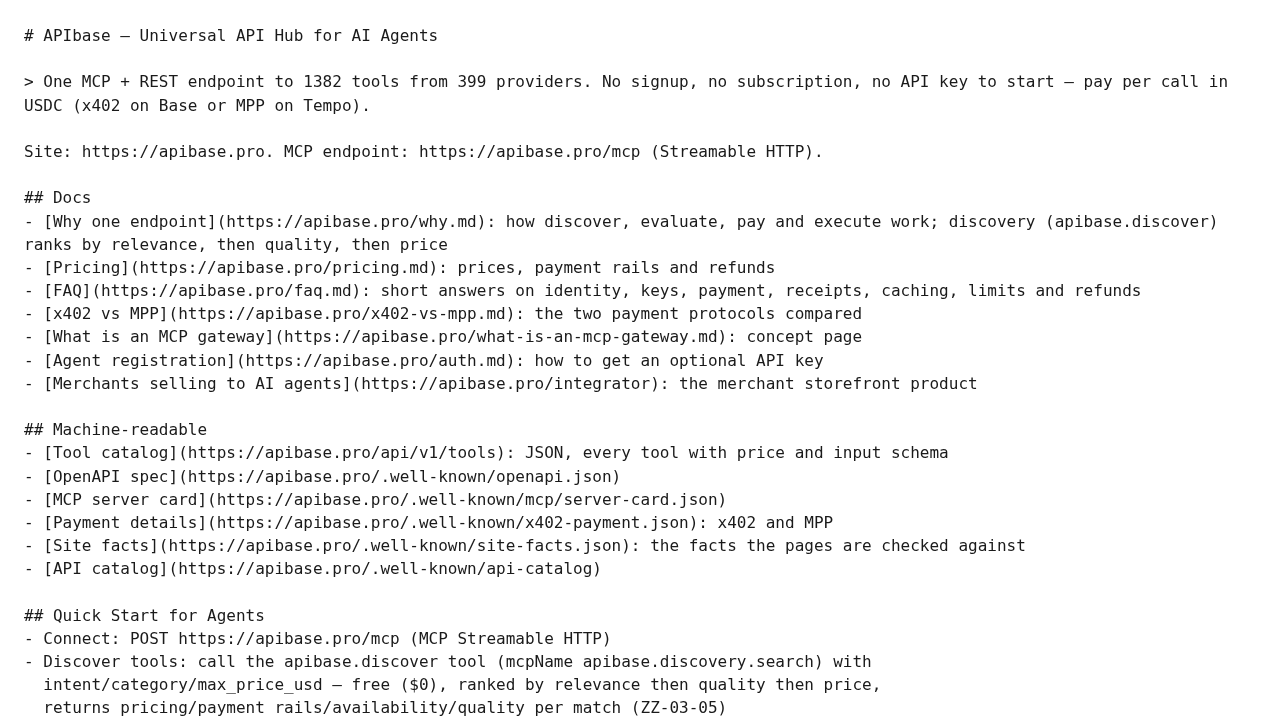 # APIbase — Universal API Hub for AI Agents
> One MCP + REST endpoint to 1382 tools from 399 providers. No signup, no subscription, no API key to start — pay per call in
USDC (x402 on Base or MPP on Tempo).
Site: https://apibase.pro. MCP endpoint: https://apibase.pro/mcp (Streamable HTTP).
## Docs
- [Why one endpoint](https://apibase.pro/why.md): how discover, evaluate, pay and execute work; discovery (apibase.discover)
ranks by relevance, then quality, then price
- [Pricing](https://apibase.pro/pricing.md): prices, payment rails and refunds
- [FAQ](https://apibase.pro/faq.md): short answers on identity, keys, payment, receipts, caching, limits and refunds
- [x402 vs MPP](https://apibase.pro/x402-vs-mpp.md): the two payment protocols compared
- [What is an MCP gateway](https://apibase.pro/what-is-an-mcp-gateway.md): concept page
- [Agent registration](https://apibase.pro/auth.md): how to get an optional API key
- [Merchants selling to AI agents](https://apibase.pro/integrator): the merchant storefront product
## Machine-readable
- [Tool catalog](https://apibase.pro/api/v1/tools): JSON, every tool with price and input schema
- [OpenAPI spec](https://apibase.pro/.well-known/openapi.json)
- [MCP server card](https://apibase.pro/.well-known/mcp/server-card.json)
- [Payment details](https://apibase.pro/.well-known/x402-payment.json): x402 and MPP
- [Site facts](https://apibase.pro/.well-known/site-facts.json): the facts the pages are checked against
- [API catalog](https://apibase.pro/.well-known/api-catalog)
## Quick Start for Agents
- Connect: POST https://apibase.pro/mcp (MCP Streamable HTTP)
- Discover tools: call the apibase.discover tool (mcpName apibase.discovery.search) with
intent/category/max_price_usd — free ($0), ranked by relevance then quality then price,
returns pricing/payment rails/availability/quality per match (ZZ-03-05)